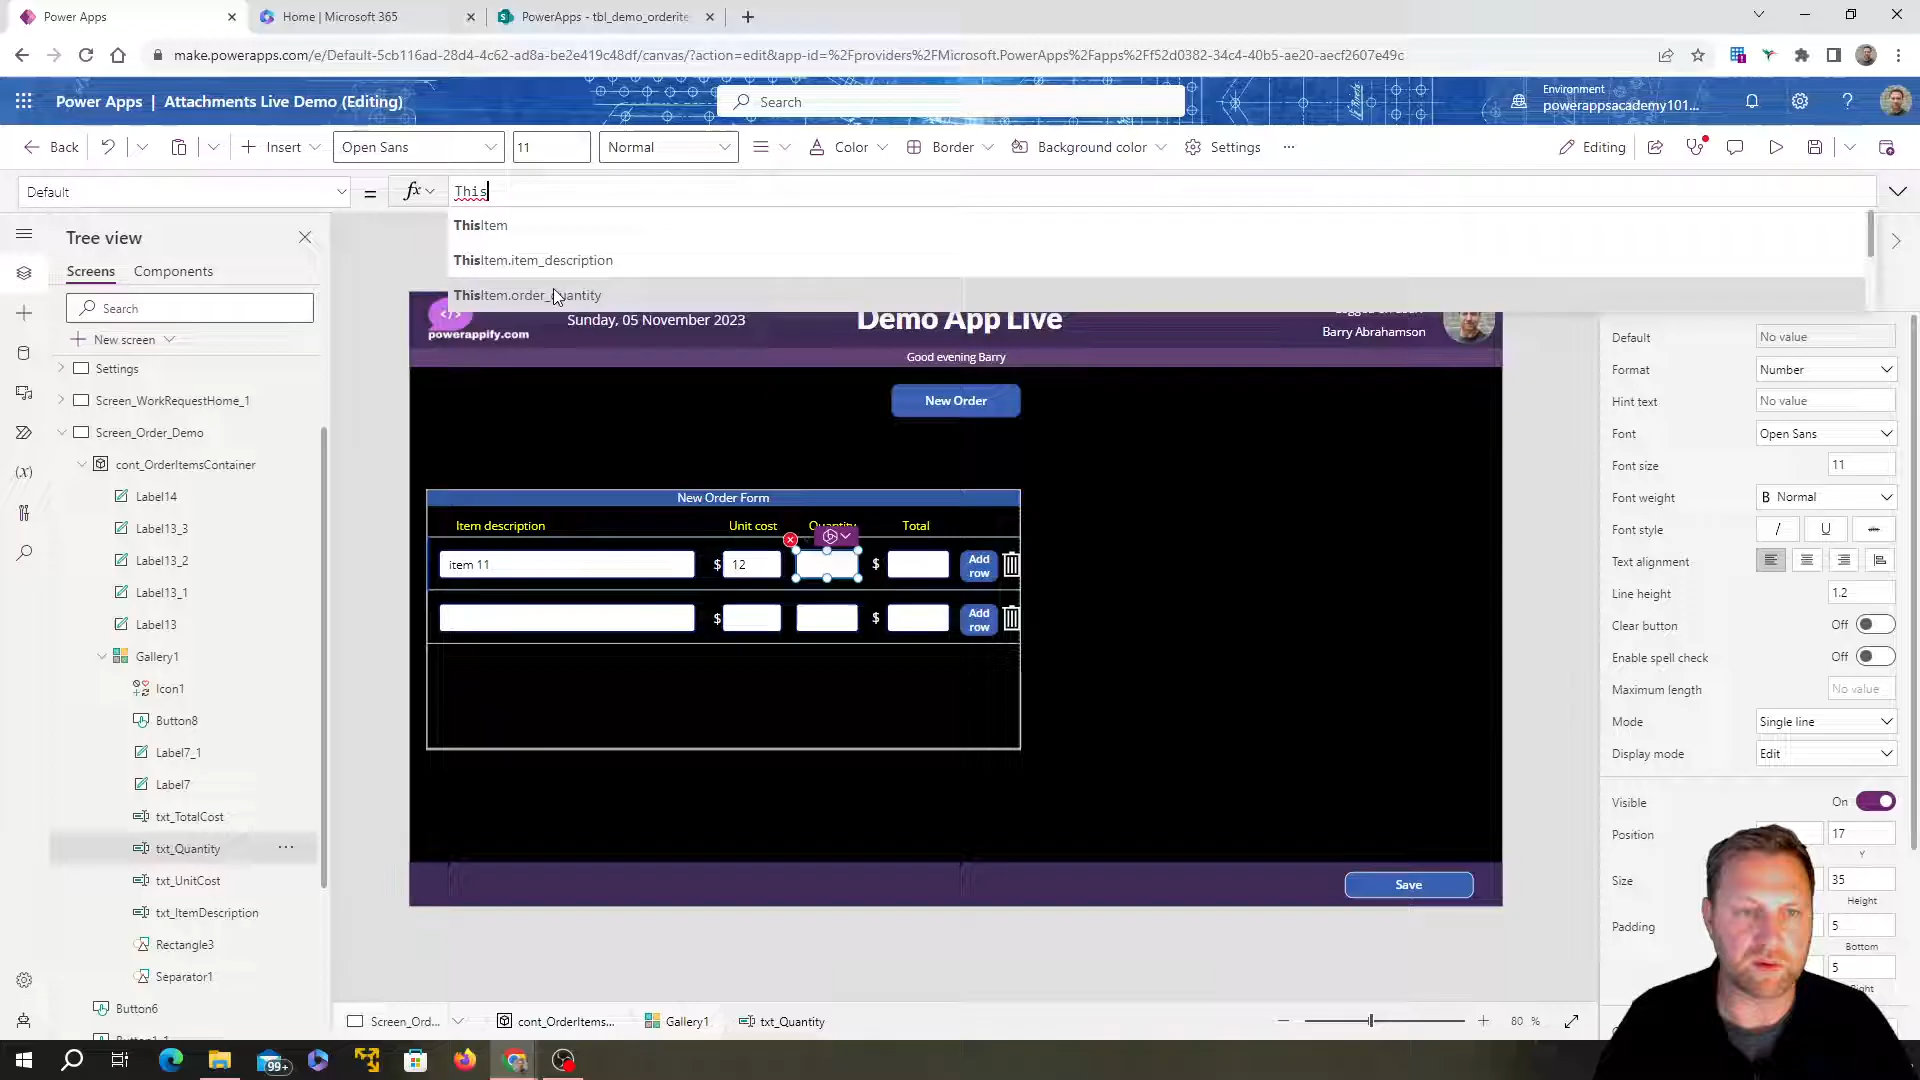 Power Apps
Home | Microsoft 365
PowerApps - tbl_demo_orderite
make.powerapps.com/e/Default-5cb116ad-28d4-4c62-ad8a-be2e419c48df/canvas/?action=edit&app-id=%2Fproviders%2FMicrosoft.PowerApps%2Fapps%2Ff52d0382-34c4-40b5-ae20-aecf2607e49c
Power Apps | Attachments Live Demo (Editing)
Search
Environment
powerappsacademy101...
Back
Insert
Open Sans
11
Normal
Color
Border
Background color
Settings
Editing
Default
=
fx
This
ThisItem
ThisItem.item_description
ThisItem.order_quantity
Tree view
Screens
Components
Search
New screen
Settings
Screen_WorkRequestHome_1
Screen_Order_Demo
cont_OrderItemsContainer
Label14
Label13_3
Label13_2
Label13_1
Label13
Gallery1
Icon1
Button8
Label7_1
Label7
txt_TotalCost
txt_Quantity
txt_UnitCost
txt_ItemDescription
Rectangle3
Separator1
Button6
powerappify.com
Sunday, 05 November 2023
Demo App Live
Barry Abrahamson
Good evening Barry
New Order
New Order Form
Item description
Unit cost
Quantity
Total
item 11
$
12
$
Add
row
$
$
Add
row
Save
Default
No value
Format
Number
Hint text
No value
Font
Open Sans
Font size
11
Font weight
B Normal
Font style
/
U
Text alignment
Line height
1.2
Clear button
Off
Enable spell check
Off
Maximum length
No value
Mode
Single line
Display mode
Edit
Visible
On
Position
17
Y
Size
35
Height
Padding
5
Bottom
5
Screen_Ord...
cont_OrderItems...
Gallery1
txt_Quantity
80 %
99+